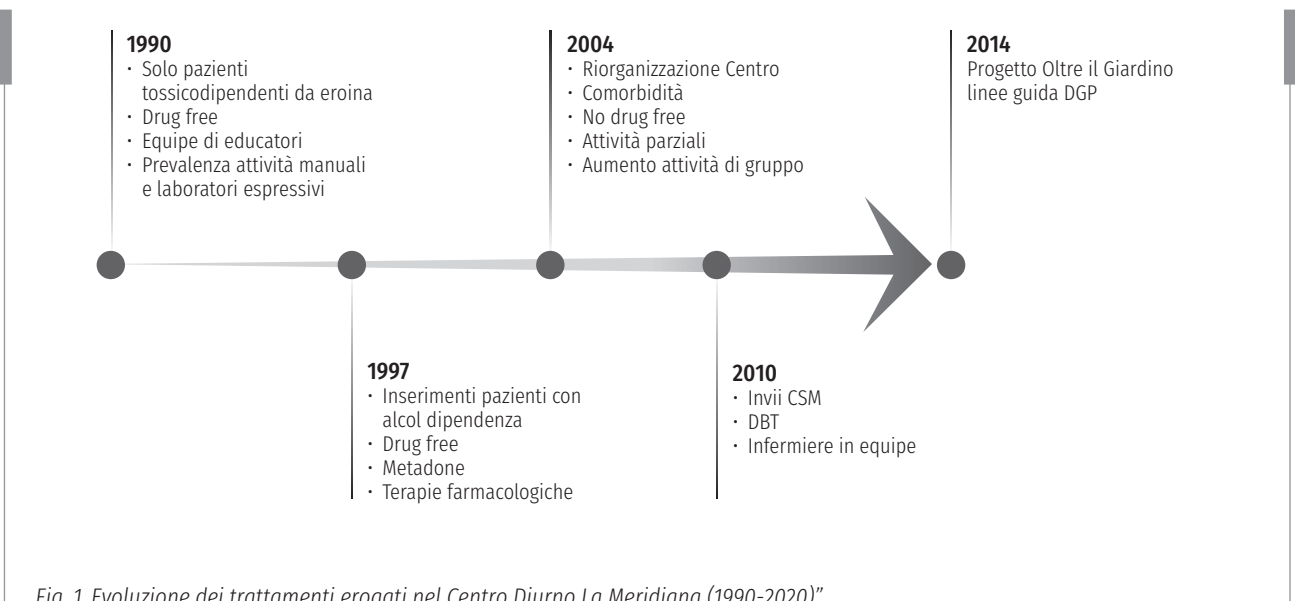 1990
· Solo pazienti
tossicodipendenti da eroina
· Drug free
· Equipe di educatori
· Prevalenza attività manuali
e laboratori espressivi
2004
· Riorganizzazione Centro
· Comorbidità
· No drug free
· Attività parziali
· Aumento attività di gruppo
2014
Progetto Oltre il Giardino
linee guida DGP
1997
· Inserimenti pazienti con
alcol dipendenza
· Drug free
· Metadone
· Terapie farmacologiche
2010
· Invii CSM
· DBT
· Infermiere in equipe
Fig. 1 Evoluzione dei trattamenti erogati nel Centro Diurno La Meridiana (1990-2020)”